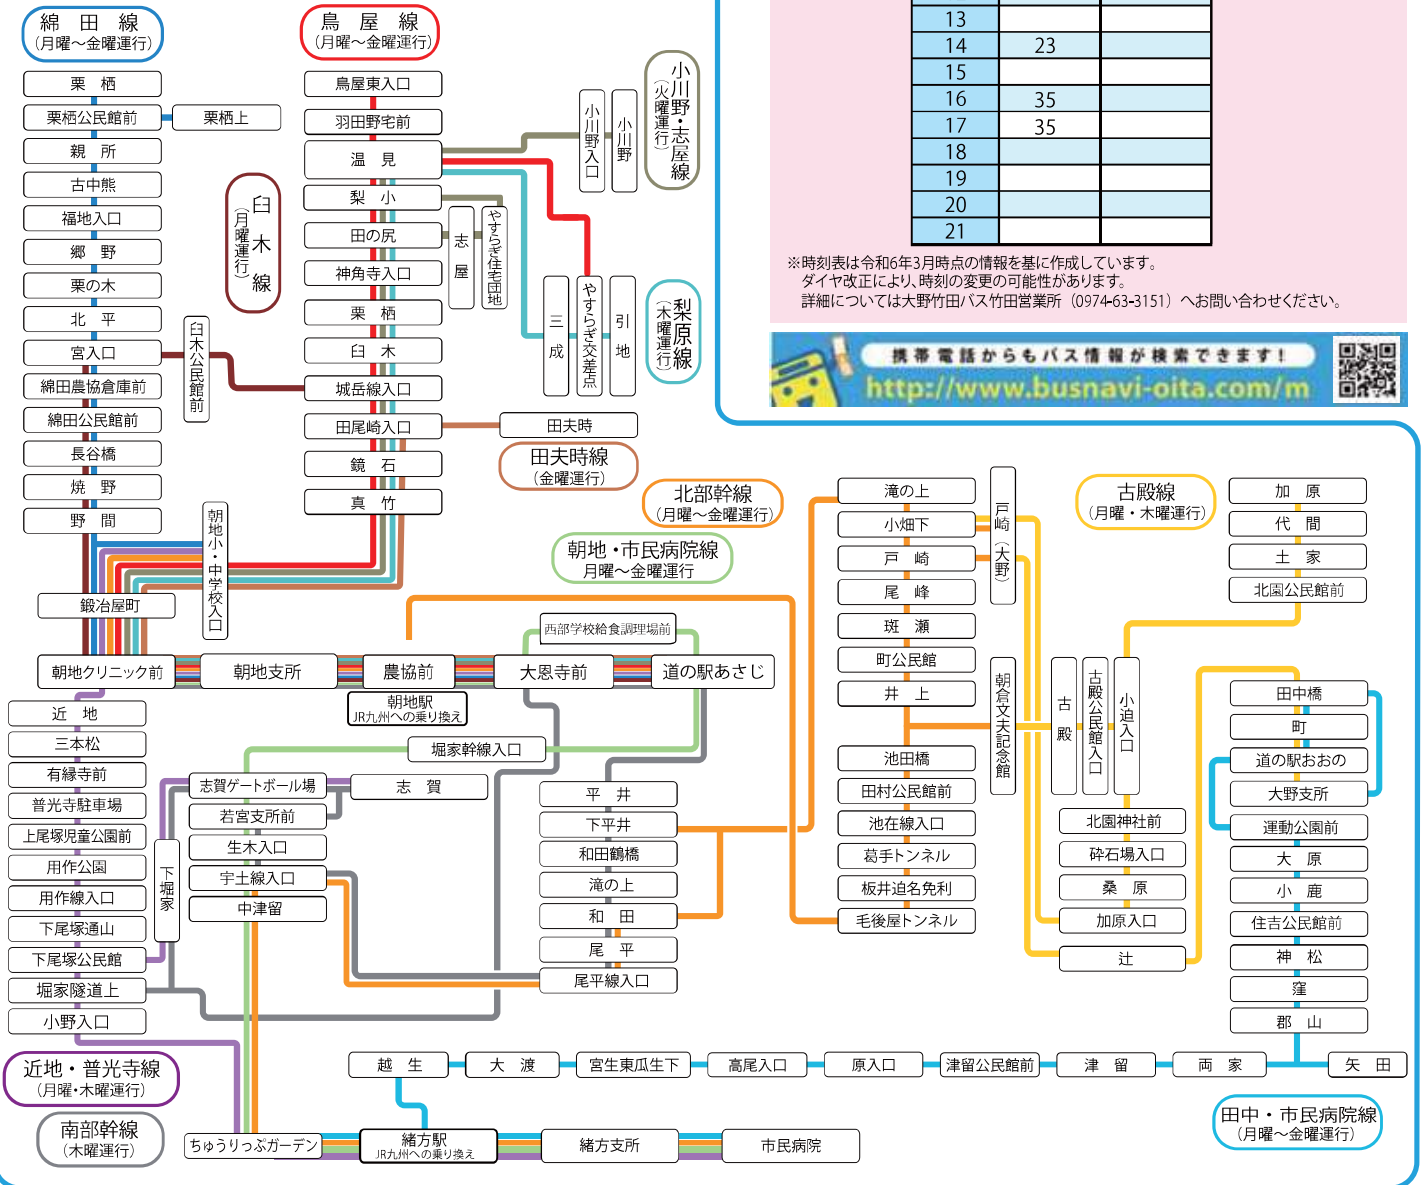 13
14 23
15
16 35
17 35
18
19
20
21
※時刻表は令和6年3月時点の情報を基に作成しています。
ダイヤ改正により、時刻の変更の可能性があります。
詳細については大野竹田バス竹田営業所（0974-63-3151）へお問い合わせください。
携帯電話からもバス情報が検索できます！
http://www.busnavi-oita.com/m
綿田線
（月曜～金曜運行）
栗栖
栗栖公民館前
栗栖上
親所
古中熊
福地入口
郷野
栗の木
北平
宮入口
綿田農協倉庫前
綿田公民館前
長谷橋
焼野
野間
鍛冶屋町
臼木線
（月曜運行）
臼木公民館前
朝地小・中学校入口
鳥屋線
（月曜～金曜運行）
鳥屋東入口
羽田野宅前
温見
梨小
田の尻
神角寺入口
栗栖
臼木
城岳線入口
田尾崎入口
鏡石
真竹
小川野・志屋線
（火曜運行）
小川野入口
小川野
志屋
やすらぎ住宅団地
三成
やすらぎ交差点
引地
梨原線
（木曜運行）
田夫時
田夫時線
（金曜運行）
北部幹線
（月曜～金曜運行）
朝地・市民病院線
月曜～金曜運行
西部学校給食調理場前
朝地クリニック前
朝地支所
農協前
大恩寺前
道の駅あさじ
朝地駅
JR九州への乗り換え
堀家幹線入口
近地
三本松
有縁寺前
普光寺駐車場
上尾塚児童公園前
用作公園
用作線入口
下尾塚通山
下尾塚公民館
堀家隧道上
小野入口
近地・普光寺線
（月曜・木曜運行）
南部幹線
（木曜運行）
下堀家
志賀ゲートボール場
志賀
若宮支所前
生木入口
宇土線入口
中津留
平井
下平井
和田鶴橋
滝の上
和田
尾平
尾平線入口
滝の上
小畑下
戸崎
尾峰
斑瀬
町公民館
井上
池田橋
田村公民館前
池在線入口
葛手トンネル
板井迫名免利
毛後屋トンネル
戸崎（大野）
朝倉文夫記念館
古殿
古殿公民館入口
小迫入口
古殿線
（月曜・木曜運行）
加原
代間
土家
北園公民館前
北園神社前
砕石場入口
桑原
加原入口
辻
田中橋
町
道の駅おおの
大野支所
運動公園前
大原
小鹿
住吉公民館前
神松
窪
郡山
越生
大渡
宮生東瓜生下
高尾入口
原入口
津留公民館前
津留
両家
矢田
田中・市民病院線
（月曜～金曜運行）
ちゅうりっぷガーデン
緒方駅
JR九州への乗り換え
緒方支所
市民病院